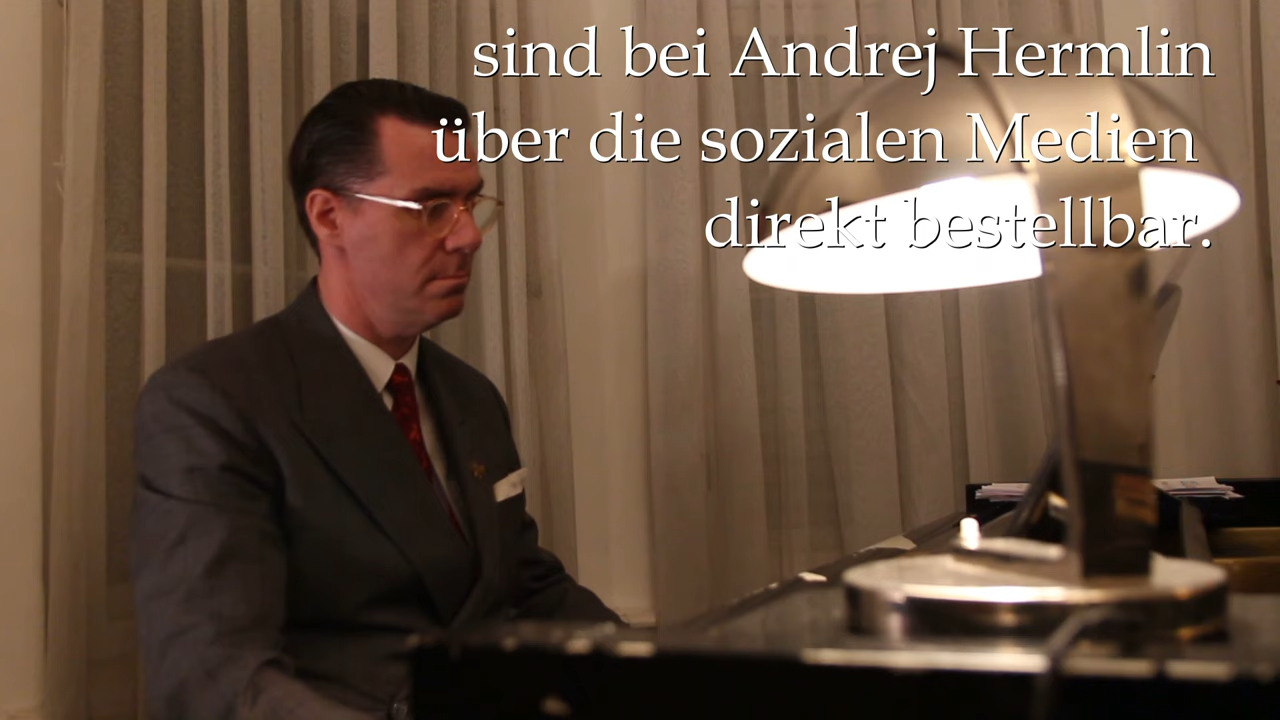 sind bei Andrej Hermlin
über die sozialen Medien
direkt bestellbar.